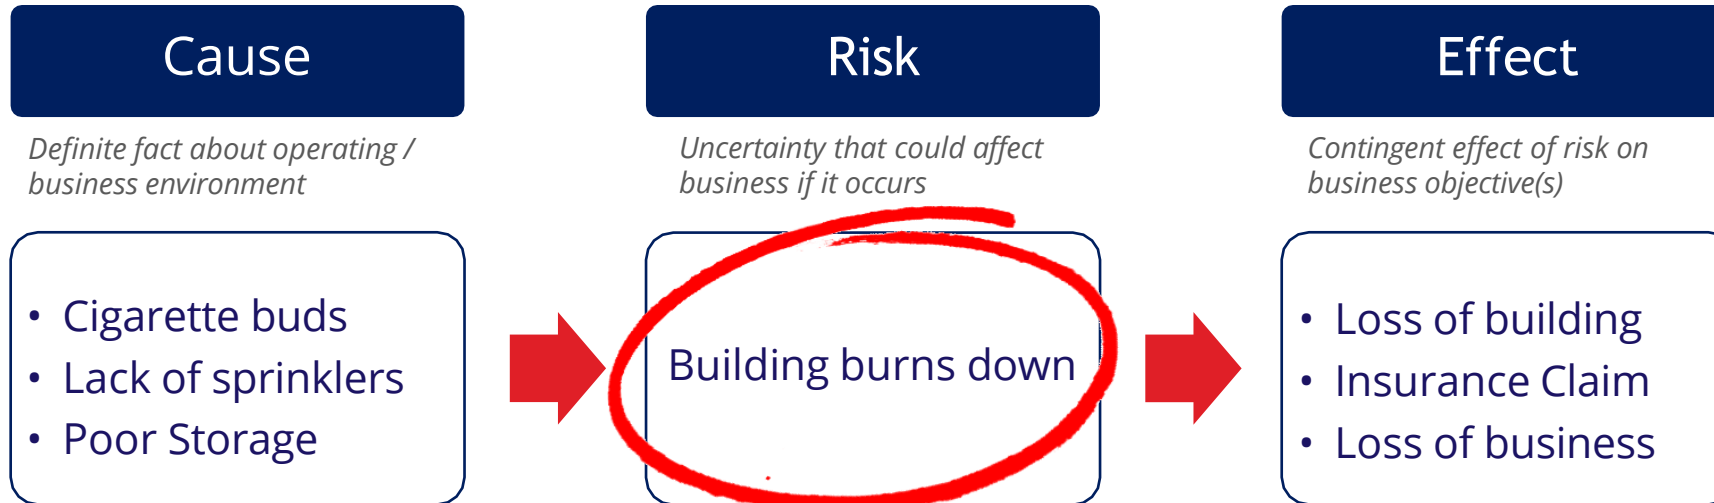 Cause
Definite fact about operating /
business environment
• Cigarette buds
• Lack of sprinklers
• Poor Storage
Risk
Uncertainty that could affect
business if it occurs
Building burns down
Effect
Contingent effect of risk on
business objective(s)
• Loss of building
• Insurance Claim
• Loss of business